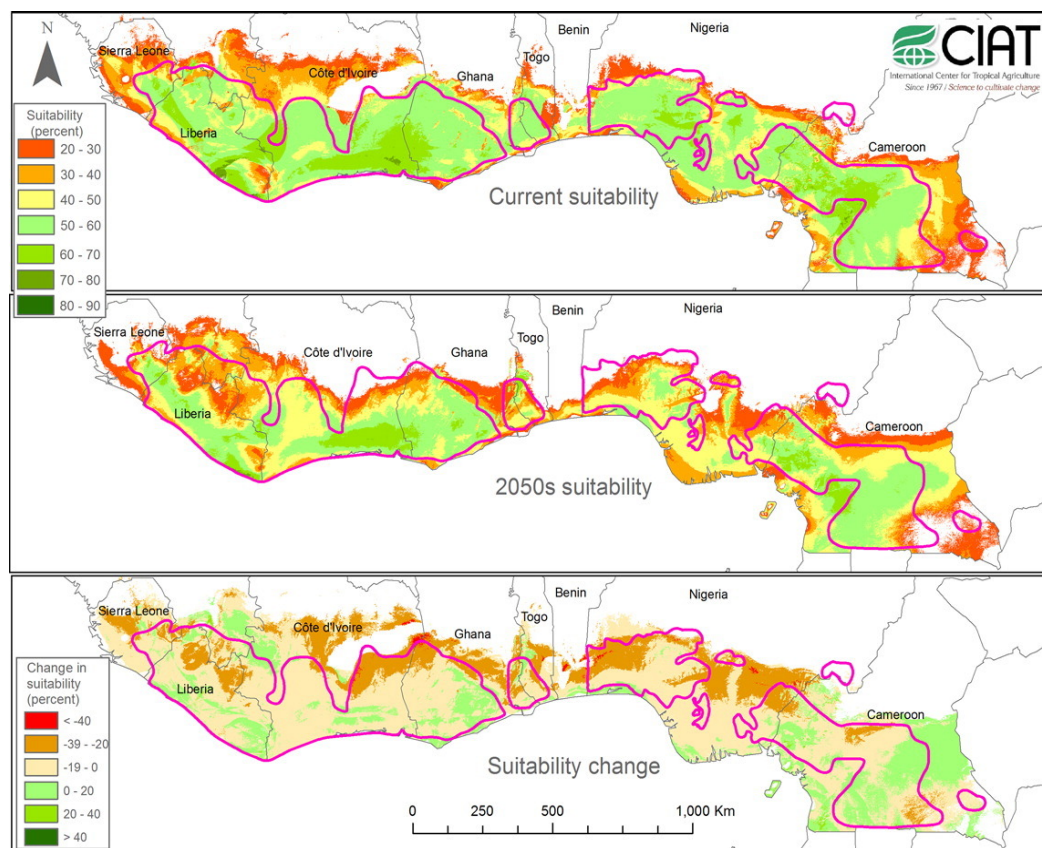 N
Sierra Leone
Liberia
Côte d'Ivoire
Ghana
Togo
Benin
Nigeria
Cameroon
CIAT
International Center for Tropical Agriculture
Since 1967 / Science to cultivate change
Suitability
(percent)
20 - 30
30 - 40
40 - 50
50 - 60
60 - 70
70 - 80
80 - 90
Current suitability
Sierra Leone
Liberia
Côte d'Ivoire
Ghana
Togo
Benin
Nigeria
Cameroon
2050s suitability
Sierra Leone
Liberia
Côte d'Ivoire
Ghana
Togo
Benin
Nigeria
Cameroon
Change in
suitability
(percent)
< -40
-39 - -20
-19 - 0
0 - 20
20 - 40
> 40
Suitability change
0 250 500 1,000 Km